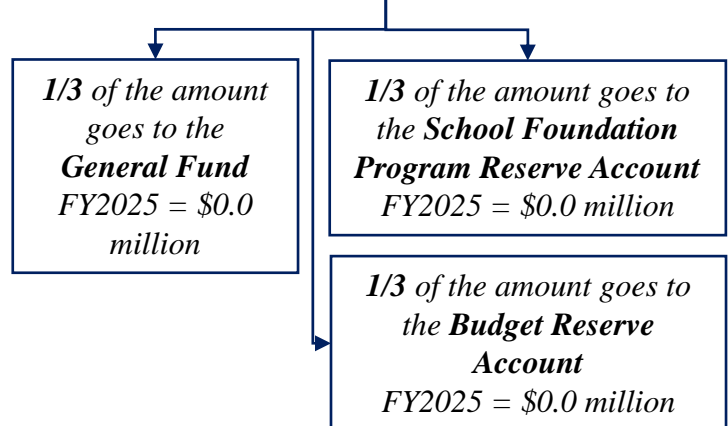 1/3 of the amount
goes to the
General Fund
FY2025 = $0.0
million
1/3 of the amount goes to
the School Foundation
Program Reserve Account
FY2025 = $0.0 million
1/3 of the amount goes to
the Budget Reserve
Account
FY2025 = $0.0 million